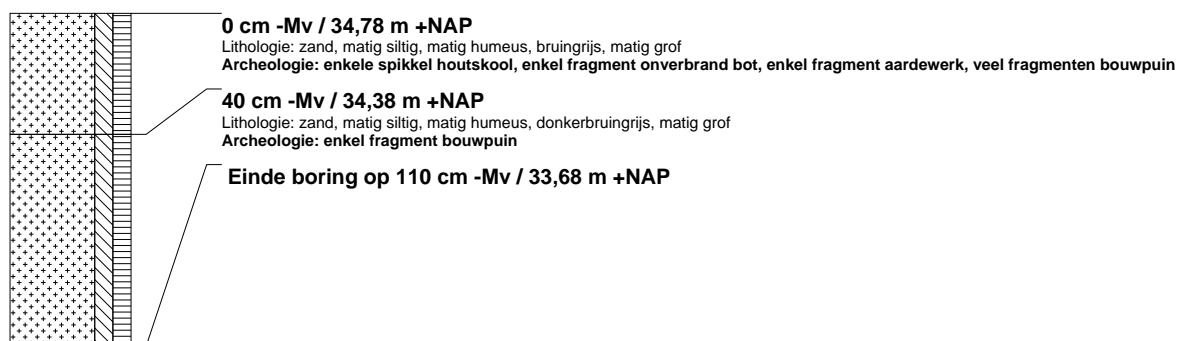 0 cm -Mv / 34,78 m +NAP
Lithologie: zand, matig siltig, matig humeus, bruingrijs, matig grof
Archeologie: enkele spikkel houtskool, enkel fragment onverbrand bot, enkel fragment aardewerk, veel fragmenten bouwpuin
40 cm -Mv / 34,38 m +NAP
Lithologie: zand, matig siltig, matig humeus, donkerbruingrijs, matig grof
Archeologie: enkel fragment bouwpuin
Einde boring op 110 cm -Mv / 33,68 m +NAP